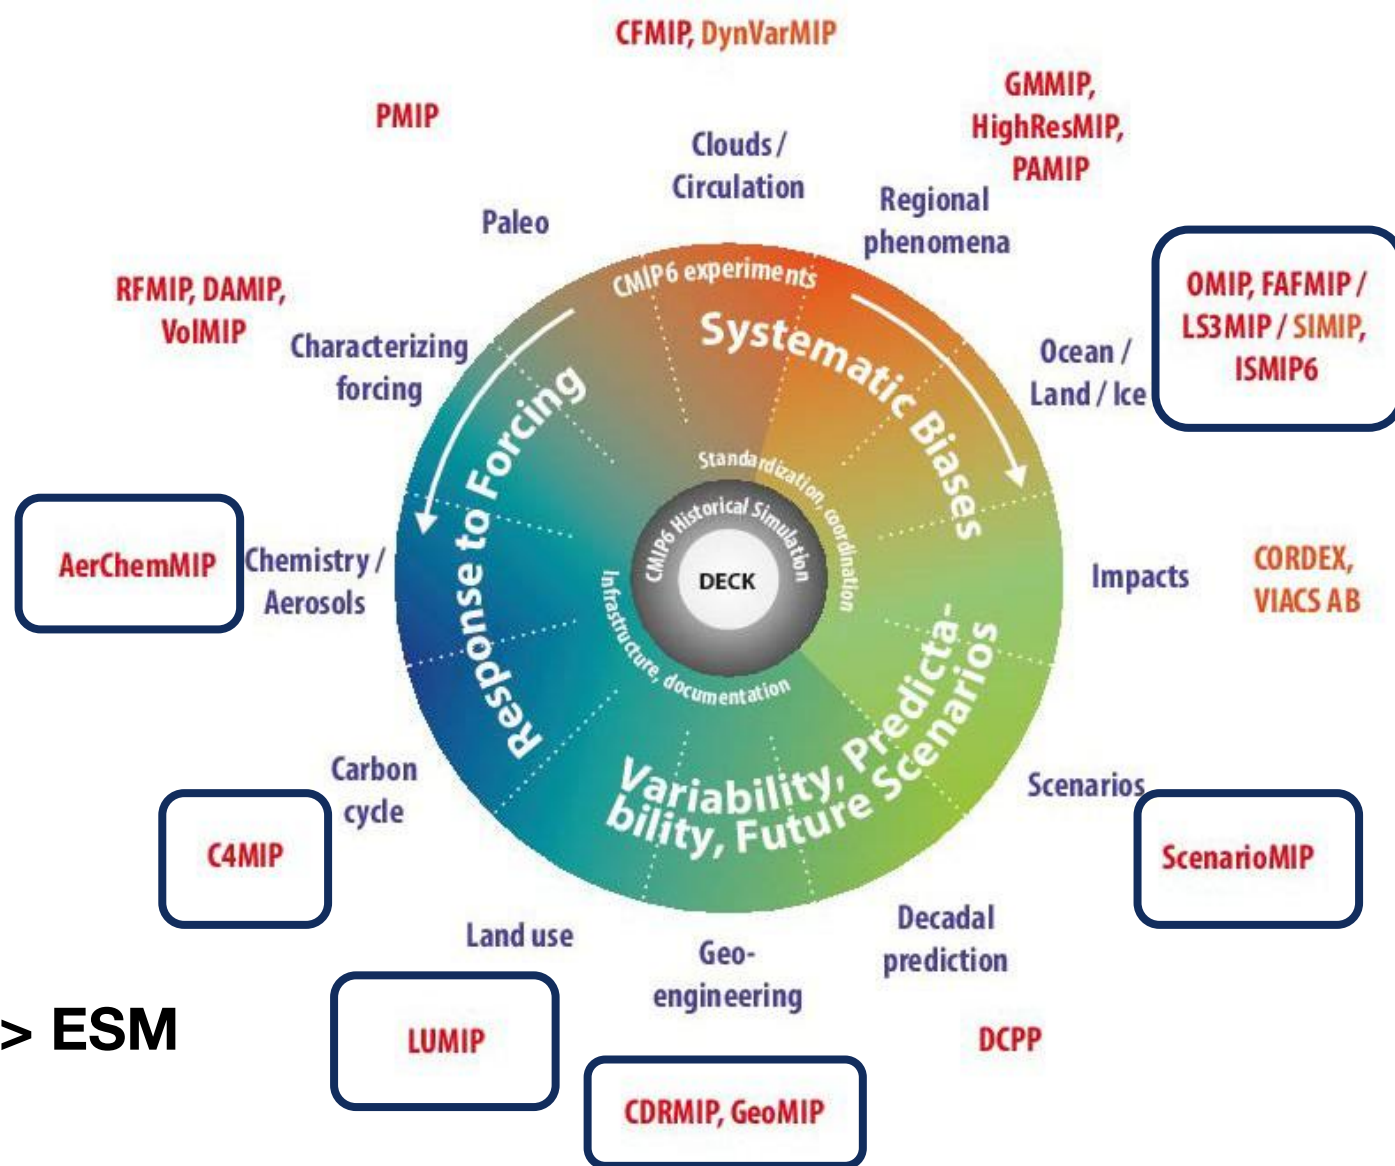 CFMIP, DynVarMIP
PMIP
GMMIP,
HighResMIP,
PAMIP
Clouds /
Circulation
Regional
phenomena
Paleo
RFMIP, DAMIP,
VolMIP
Characterizing
forcing
OMIP, FAFMIP /
LS3MIP / SIMIP,
ISMIP6
Ocean /
Land / Ice
CMIP6 experiments
Systematic Biases
Response to Forcing
Standardization, coordination
CMIP6 Historical Simulation
DECK
Infrastructure, documentation
AerChemMIP
Chemistry /
Aerosols
Impacts
CORDEX,
VIACS AB
Variability, Predicta-
bility, Future Scenarios
Carbon
cycle
C4MIP
Scenarios
ScenarioMIP
Land use
Geo-
engineering
Decadal
prediction
> ESM
LUMIP
DCPP
CDRMIP, GeoMIP